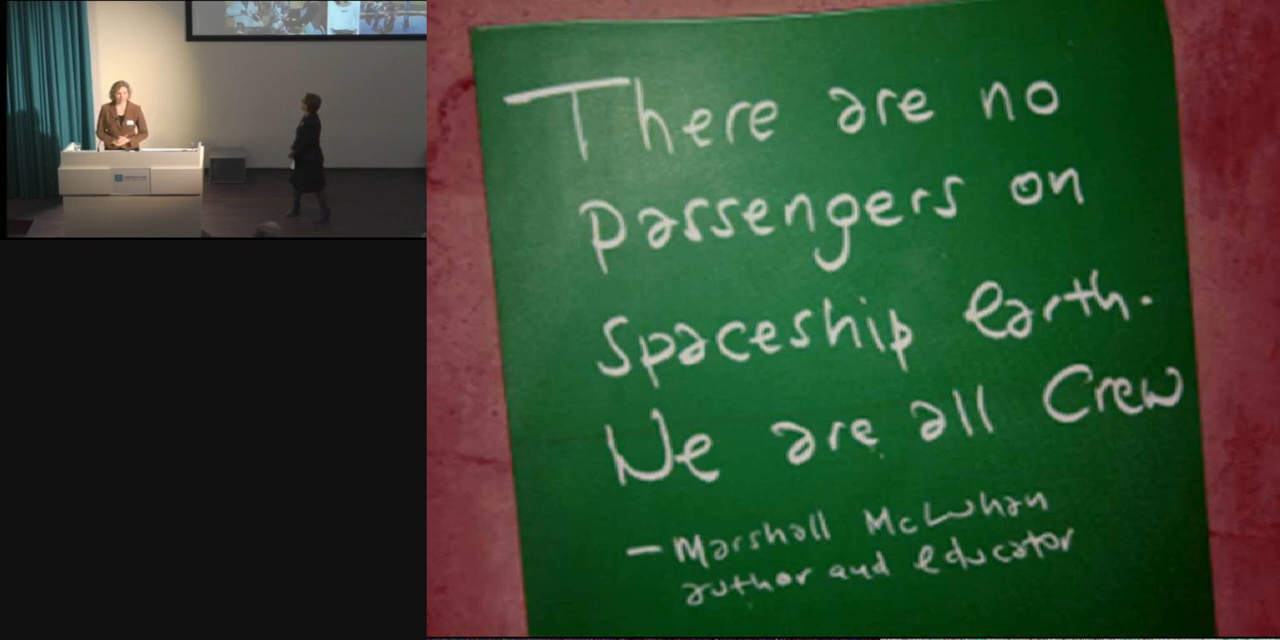 There are no
passengers on
spaceship earth.
We are all Crew
— Marshall McLuhan
author and educator